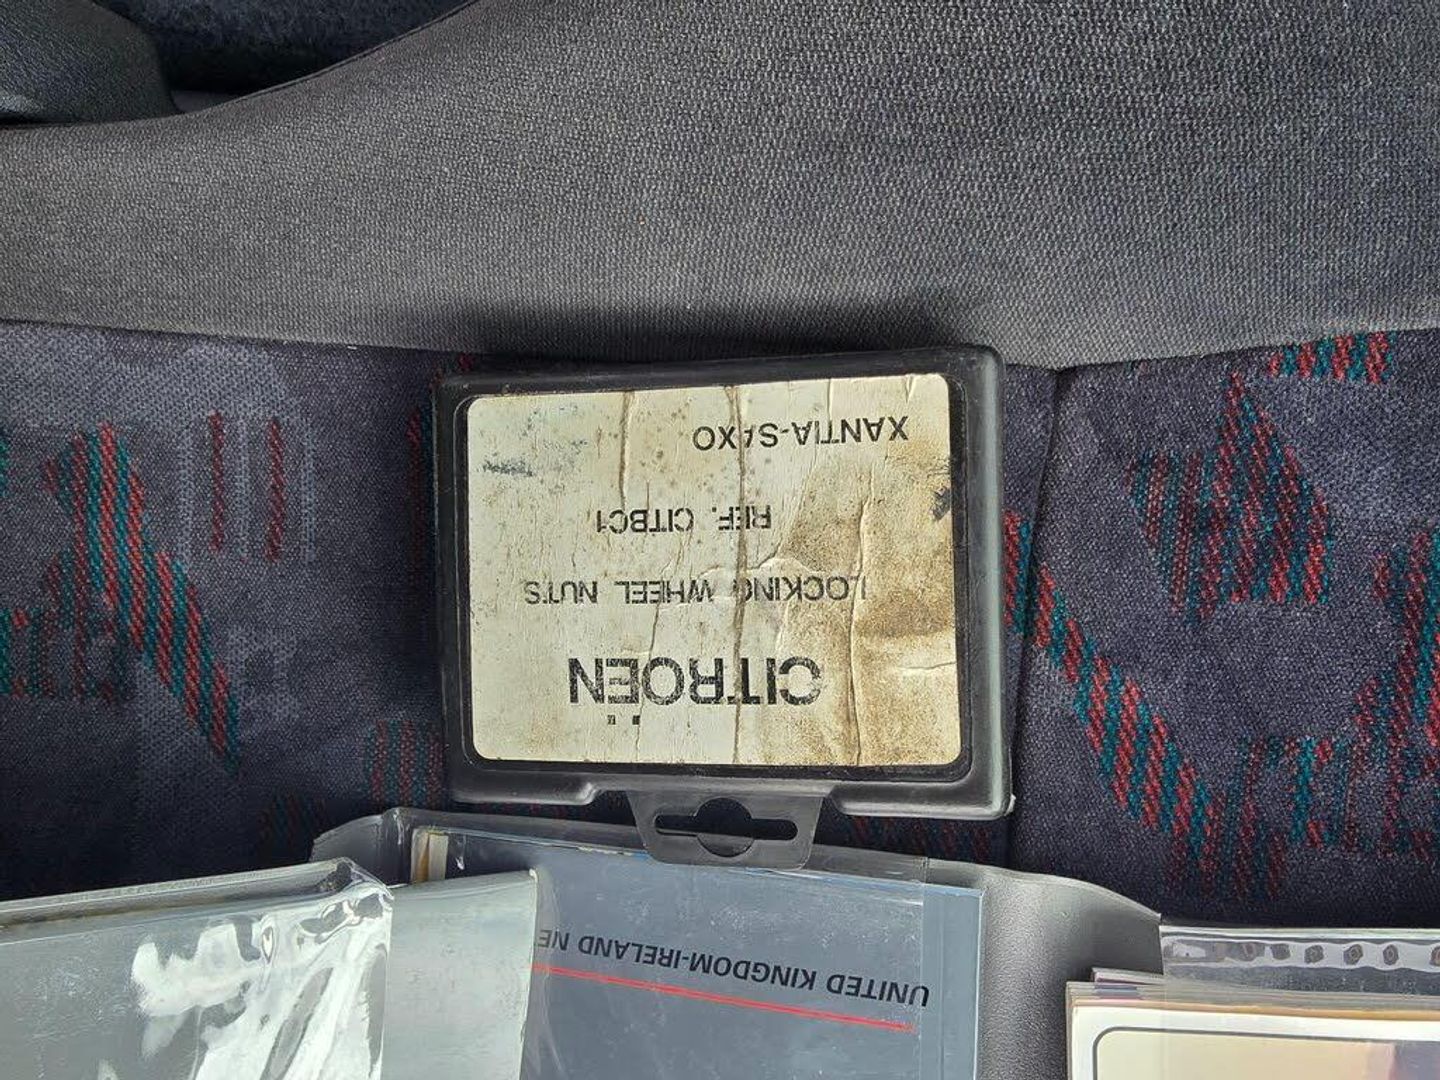 CITROËN
LOCKING WHEEL NUTS
REF. CITBC1
XANTIA-SAXO
UNITED KINGDOM-IRELAND